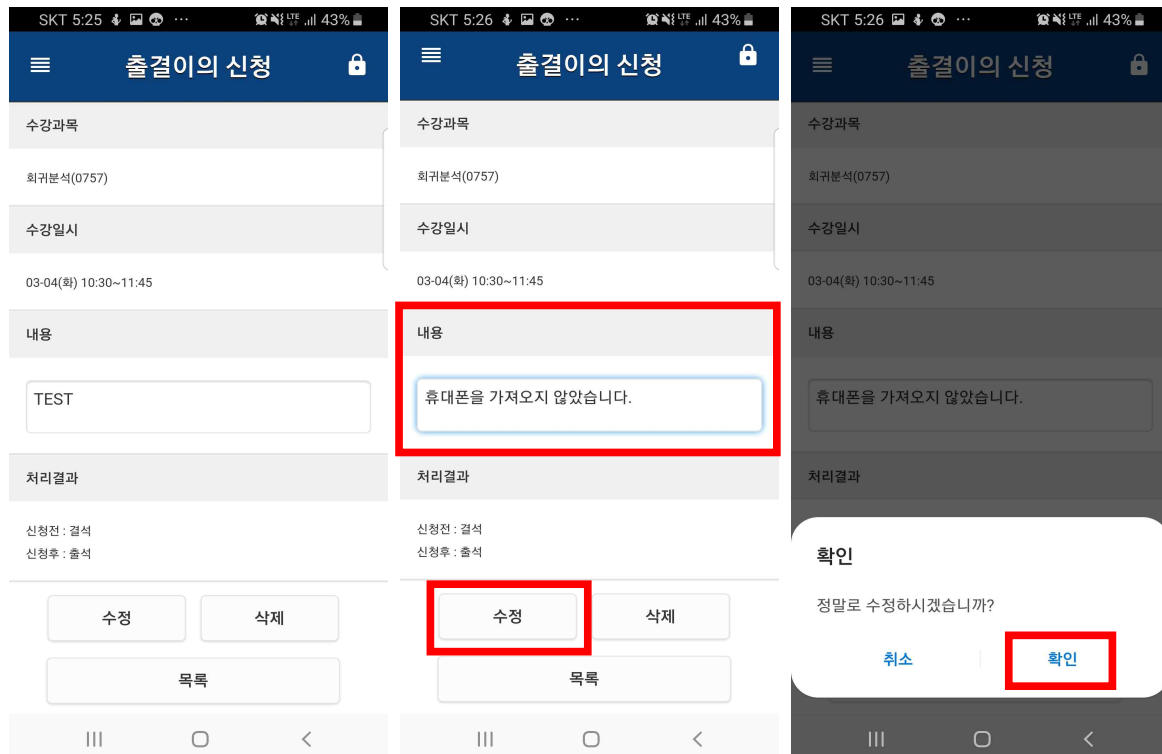 SKT 5:25 ··· LTE 43%
출결이의 신청
수강과목
회귀분석(0757)
수강일시
03-04(화) 10:30~11:45
내용
TEST
처리결과
신청전 : 결석
신청후 : 출석
수정 삭제
목록
SKT 5:26 ··· LTE 43%
출결이의 신청
수강과목
회귀분석(0757)
수강일시
03-04(화) 10:30~11:45
내용
휴대폰을 가져오지 않았습니다.
처리결과
신청전 : 결석
신청후 : 출석
수정 삭제
목록
SKT 5:26 ··· LTE 43%
출결이의 신청
수강과목
회귀분석(0757)
수강일시
03-04(화) 10:30~11:45
내용
휴대폰을 가져오지 않았습니다.
처리결과
확인
정말로 수정하시겠습니까?
취소 확인